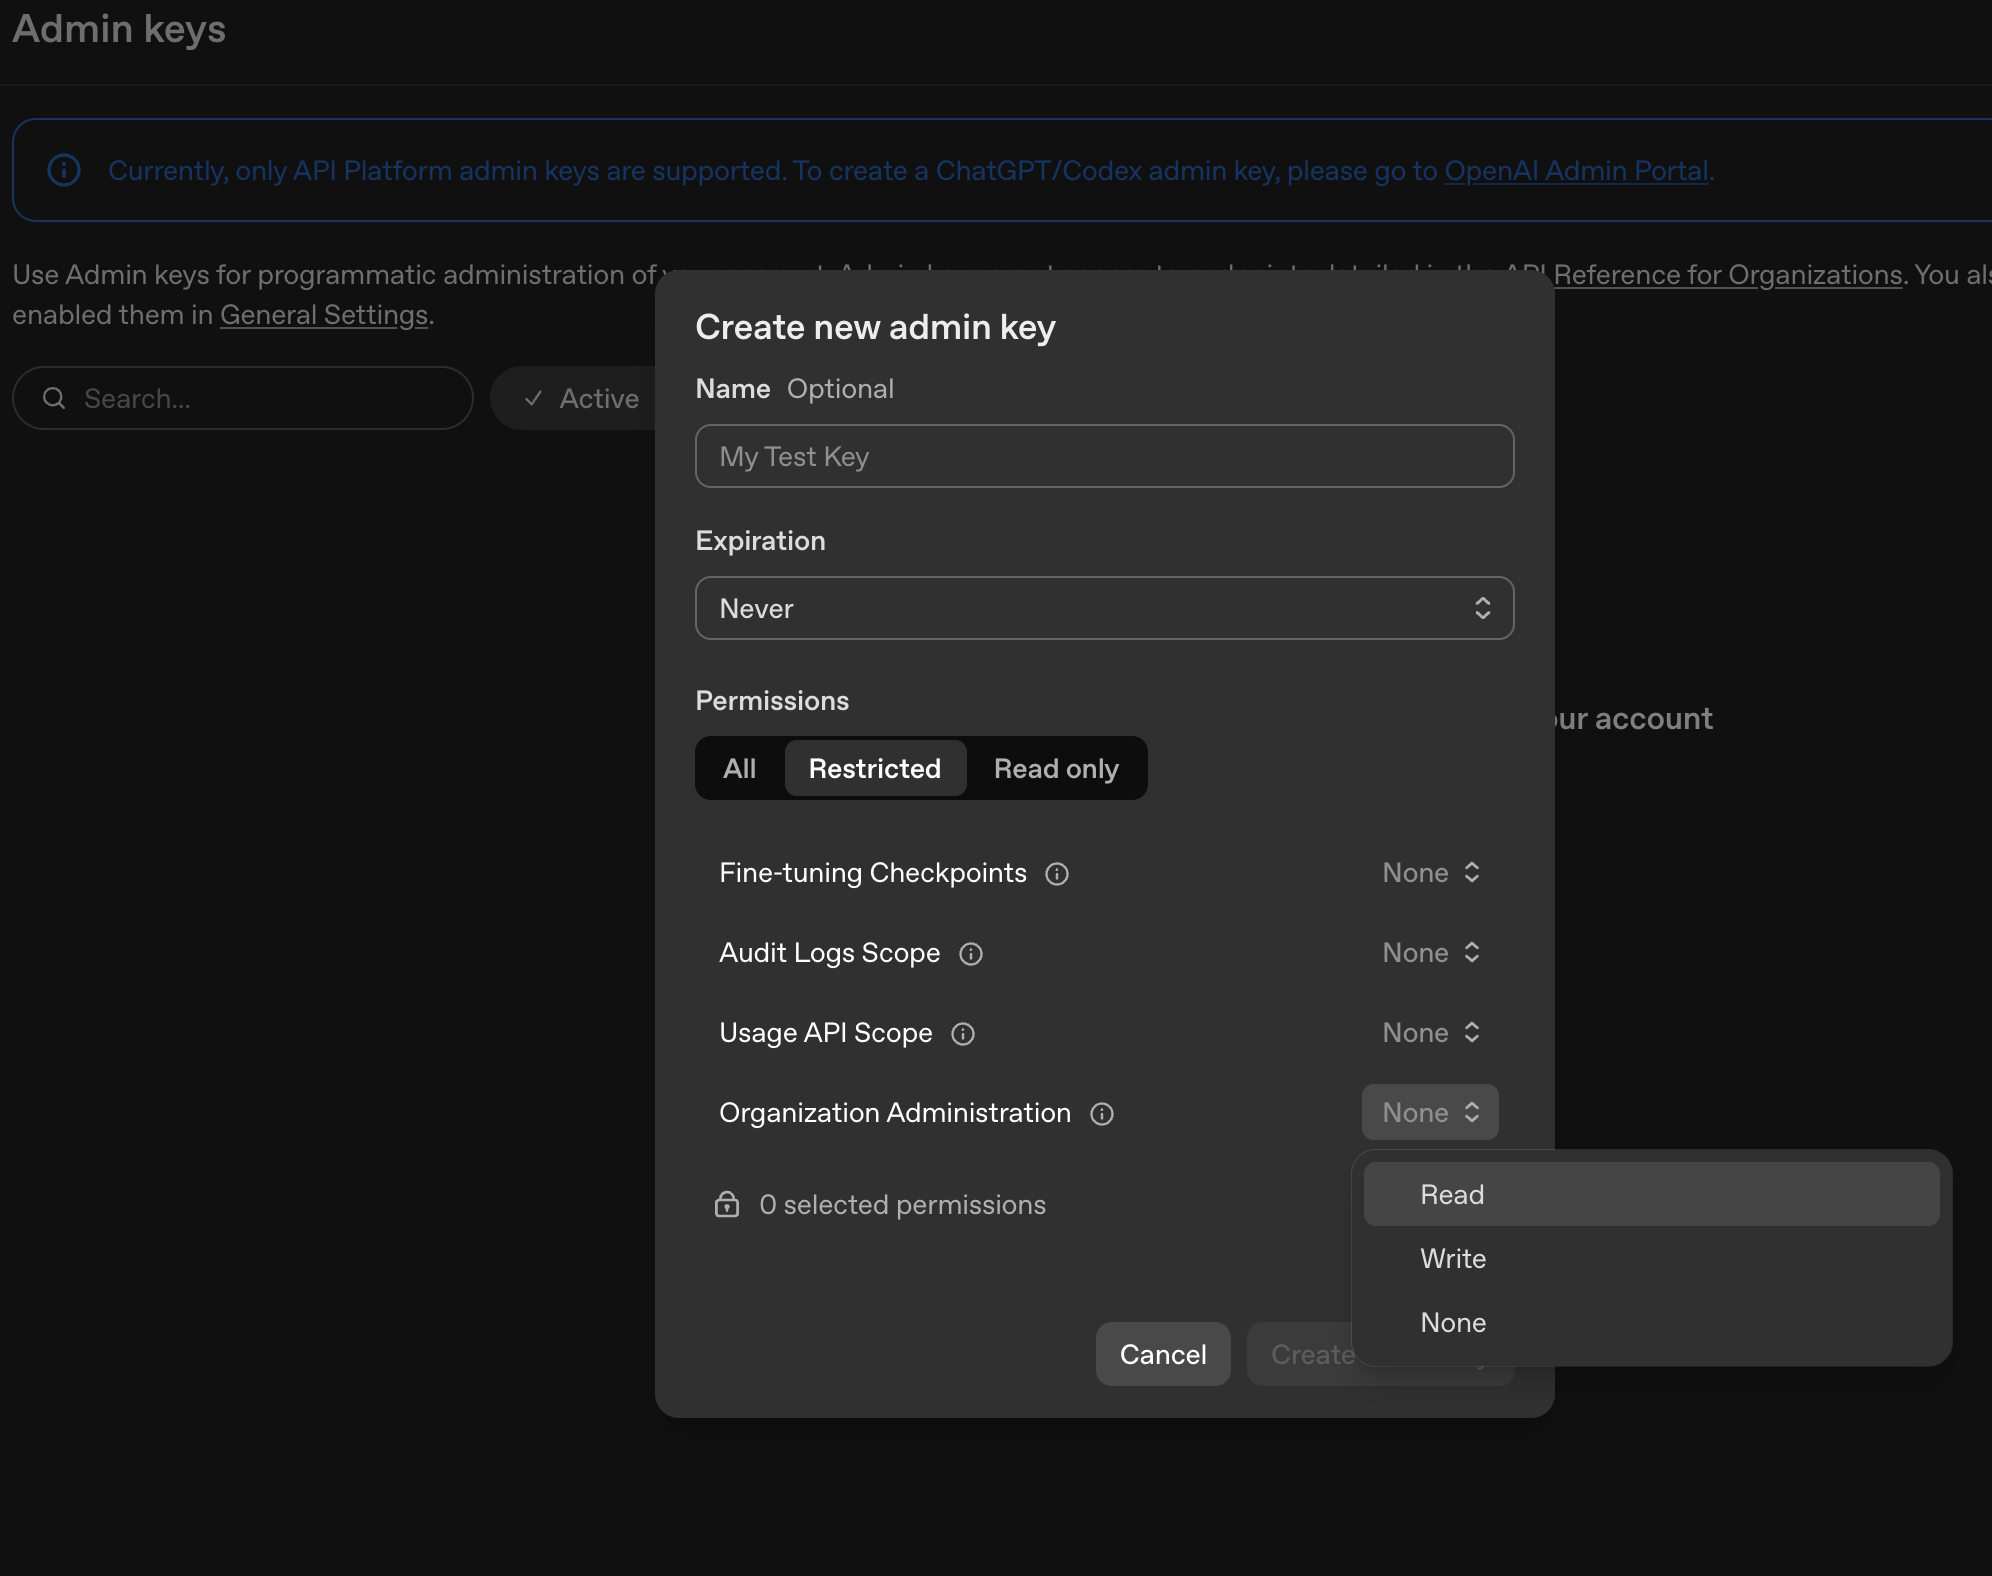 Admin keys
Currently, only API Platform admin keys are supported. To create a ChatGPT/Codex admin key, please go to OpenAI Admin Portal.
Use Admin keys for programmatic administration of Reference for Organizations. You
enabled them in General Settings.
Search...
Active
Create new admin key
Name Optional
My Test Key
Expiration
Never
Permissions
All Restricted Read only
account
Fine-tuning Checkpoints None
Audit Logs Scope None
Usage API Scope None
Organization Administration None
Read
Write
None
0 selected permissions
Cancel Create